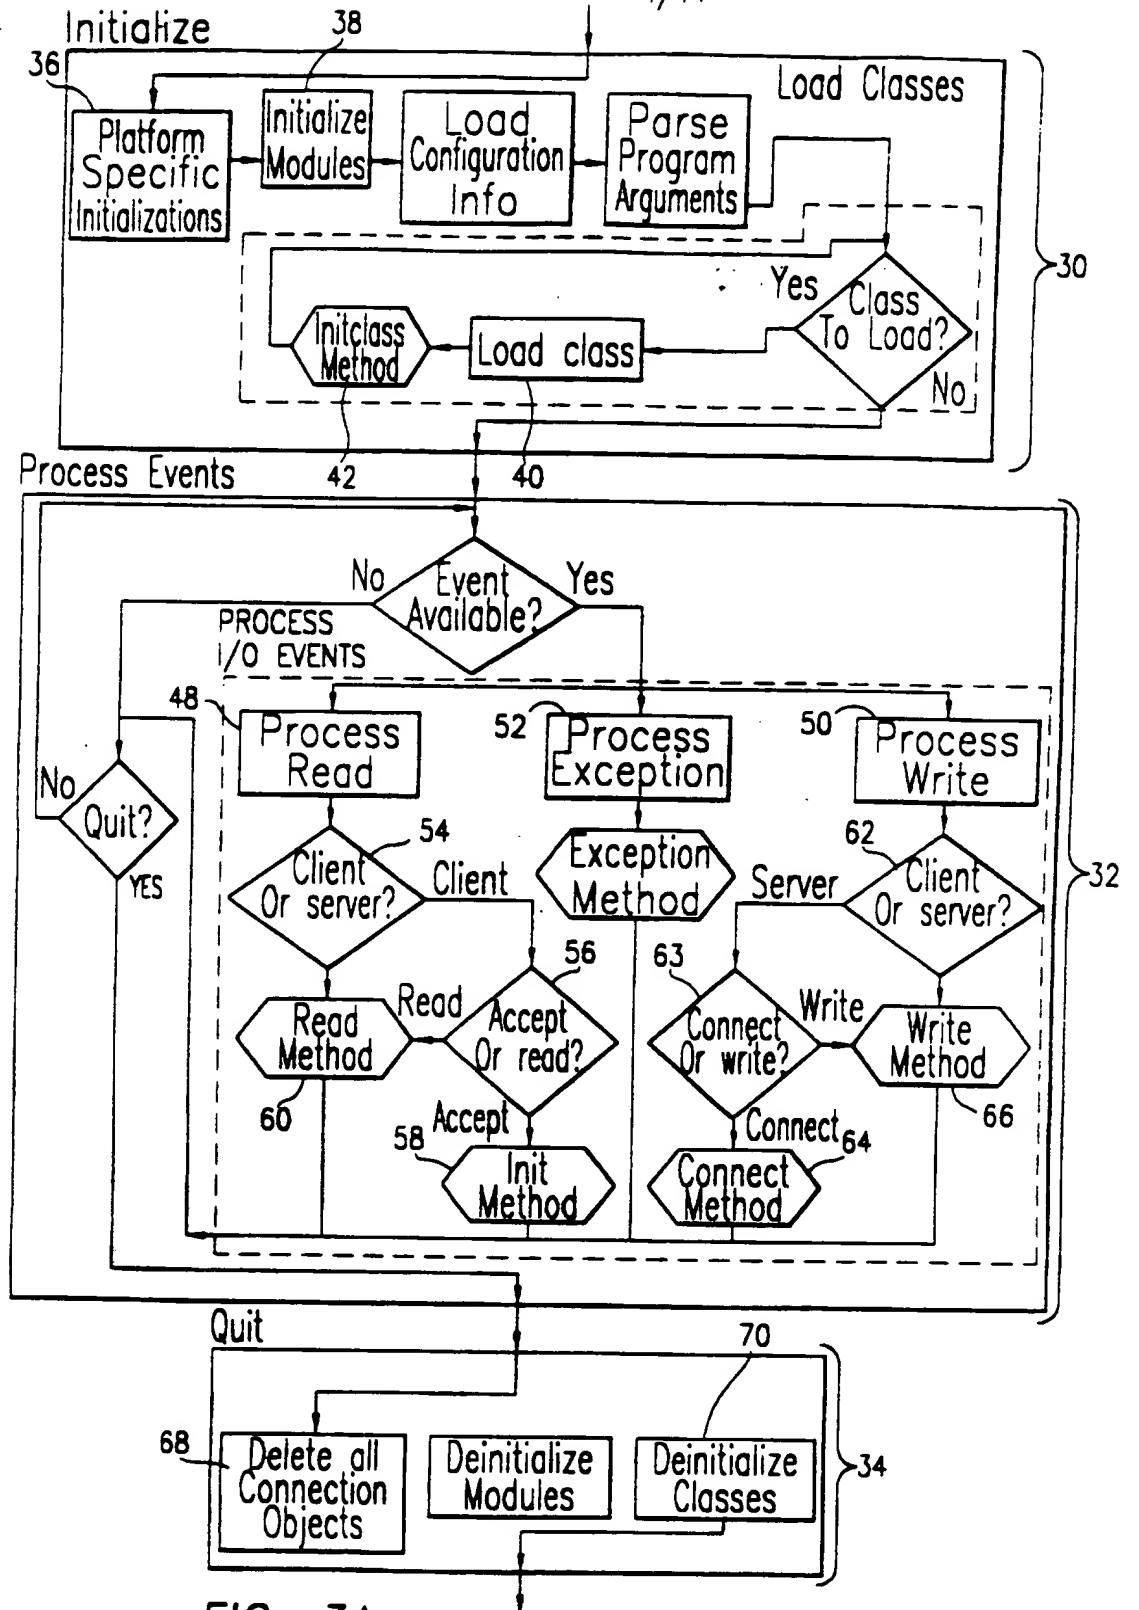 Initialize
38
36
Load Classes
Platform
Specific
Initializations
Initialize
Modules
Load
Configuration
Info
Parse
Program
Arguments
30
Yes
Class
To Load?
No
Initclass
Method
Load class
42
40
Process Events
No
Event
Available?
Yes
PROCESS
/O EVENTS
48
Process
Read
52
Process
Exception
50
Process
Write
No
Quit?
YES
54
Client
Or server?
Client
Exception
Method
62
Server
Client
Or server?
32
56
63
Read
Method
Read
Accept
Or read?
Connect
Or write?
Write
Write
Method
60
66
Accept
58
Init
Method
Connect
64
Connect
Method
Quit
70
68
Delete all
Connection
Objects
Deinitialize
Modules
Deinitialize
Classes
34